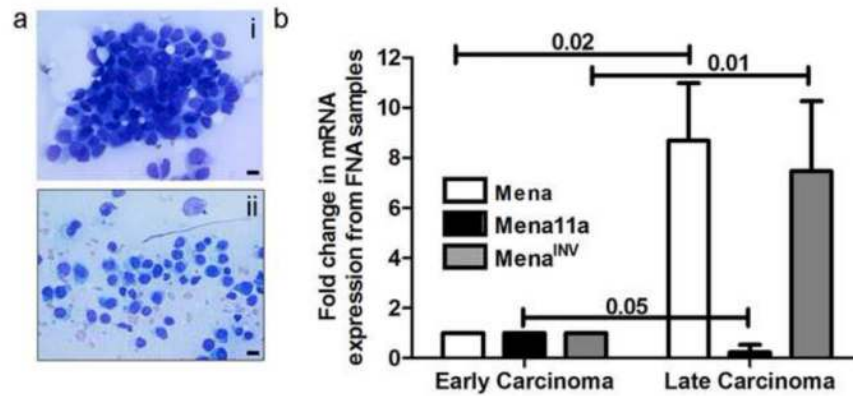 a
i
ii
b
Fold change in mRNA
expression from FNA samples
12
10
8
6
4
2
0
0.02
0.01
0.05
Mena
Mena11a
Mena^INV
Early Carcinoma
Late Carcinoma